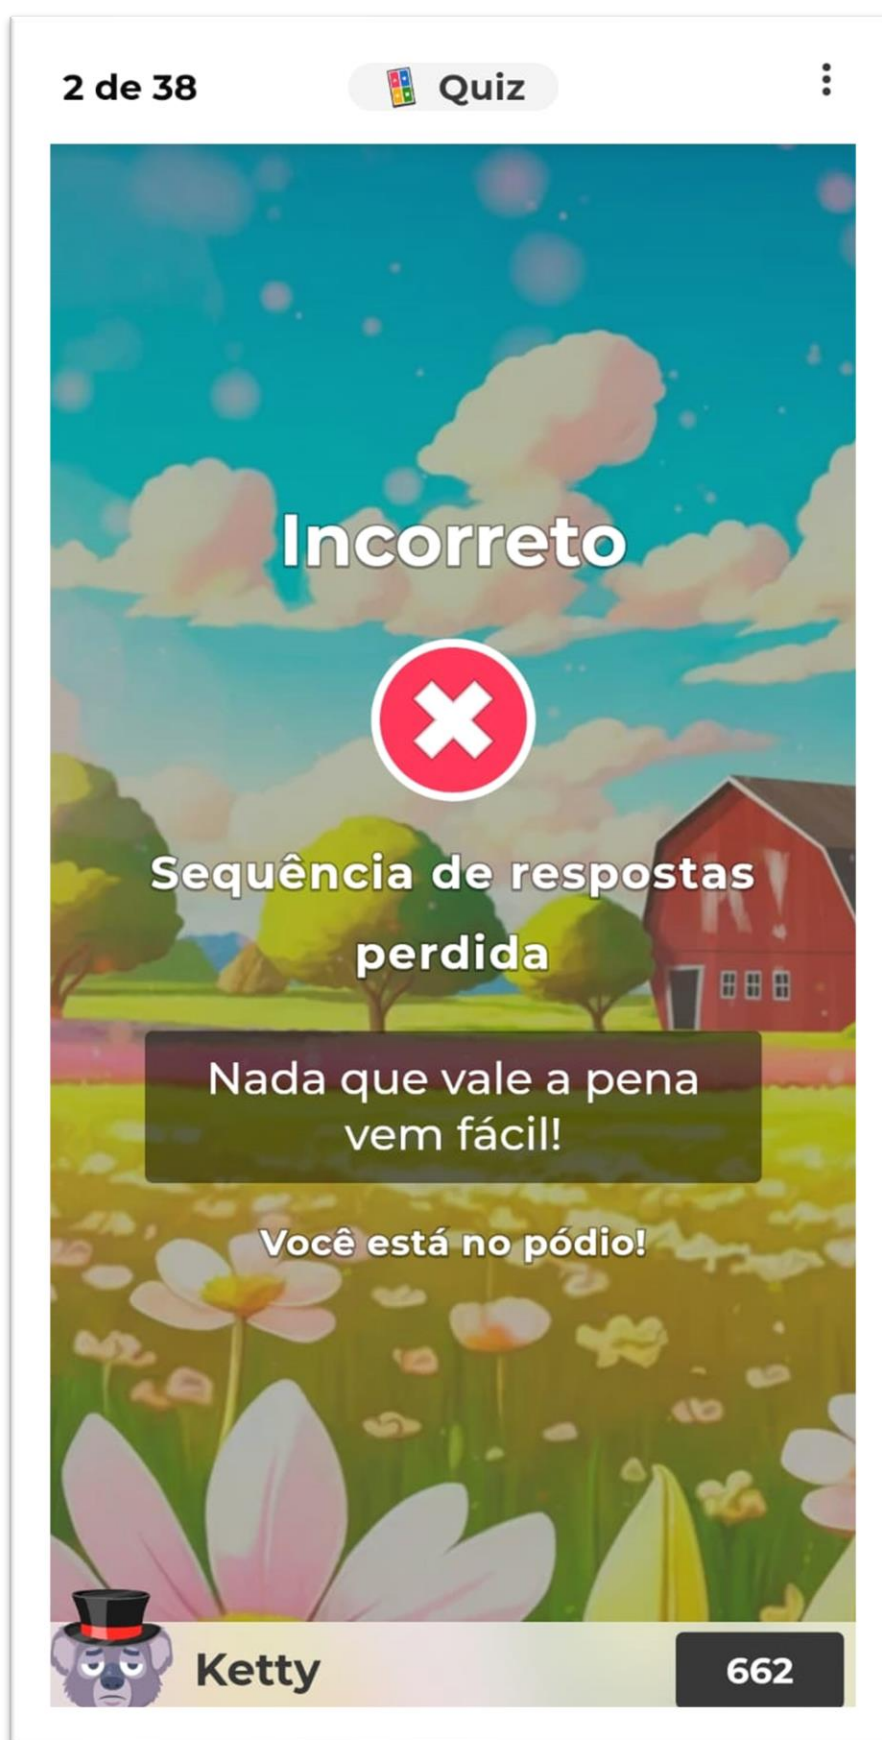 2 de 38
Quiz
Incorreto
Sequência de respostas
perdida
Nada que vale a pena
vem fácil!
Você está no pódio!
Ketty
662